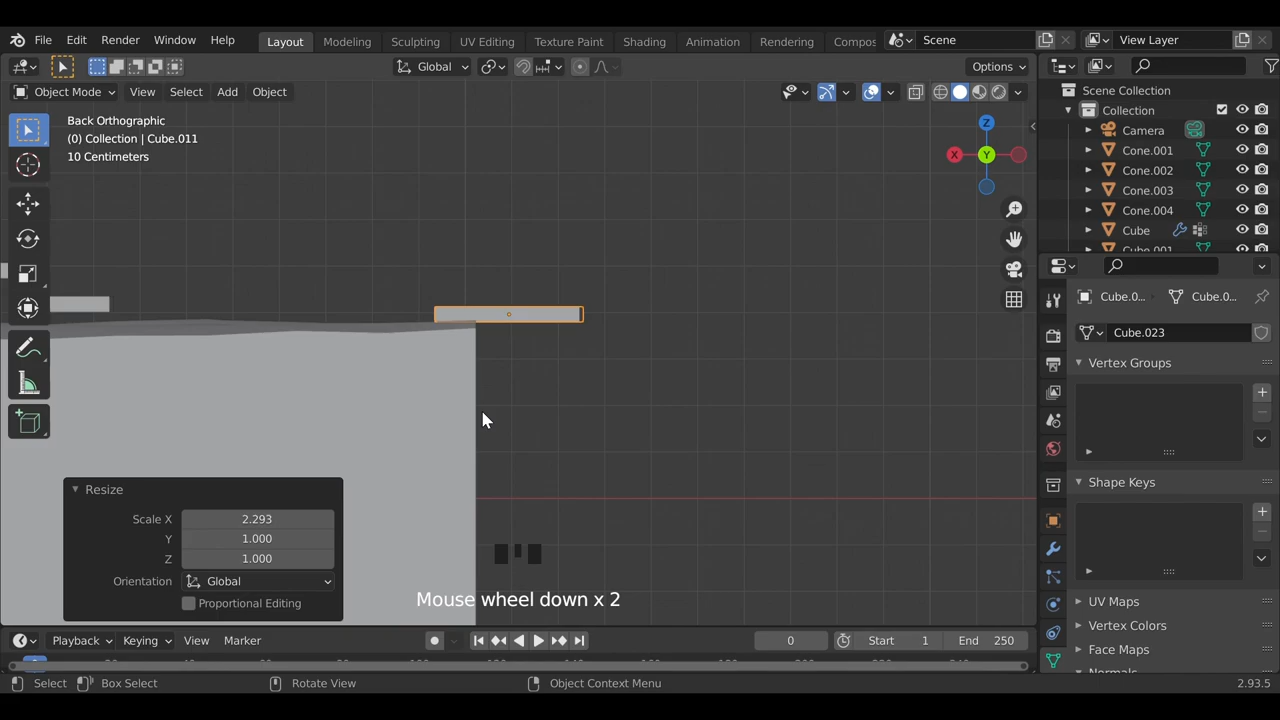 File Edit Render Window Help Layout Modeling Sculpting UV Editing Texture Paint Shading Animation Rendering Compos Scene View Layer
Global Options
Object Mode View Select Add Object
Scene Collection
Collection
Camera
Cone.001
Cone.002
Cone.003
Cone.004
Cube
Cube.001
Back Orthographic
(0) Collection | Cube.011
10 Centimeters
Z
X
Y
Cube.0... Cube.0...
Cube.023
Vertex Groups
Shape Keys
UV Maps
Vertex Colors
Face Maps
Normals
Resize
Scale X 2.293
Y 1.000
Z 1.000
Orientation Global
Proportional Editing
Mouse wheel down x 2
Playback Keying View Marker 0 Start 1 End 250
Select Box Select Rotate View Object Context Menu 2.93.5